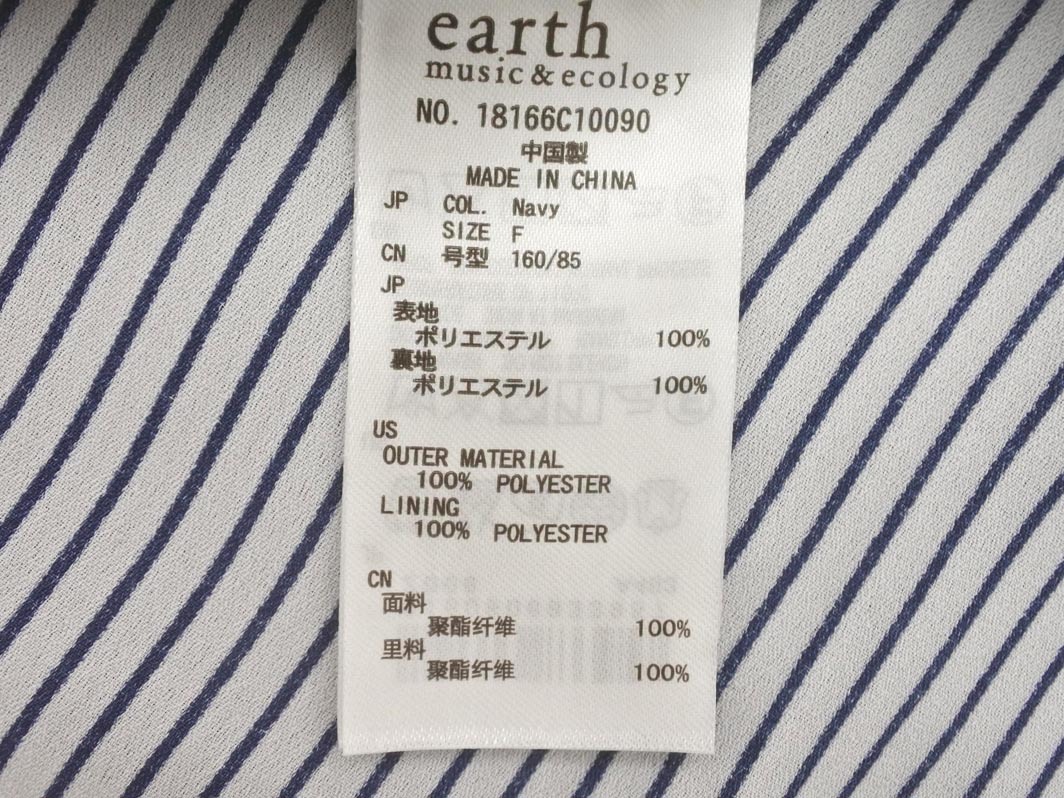 earth
music&ecology
NO. 18166C10090
中国製
MADE IN CHINA
JP COL. Navy
SIZE F
CN 号型 160/85
JP
表地
ポリエステル 100%
裏地
ポリエステル 100%
US
OUTER MATERIAL
100% POLYESTER
LINING
100% POLYESTER
CN
面料
聚酯纤维 100%
里料
聚酯纤维 100%